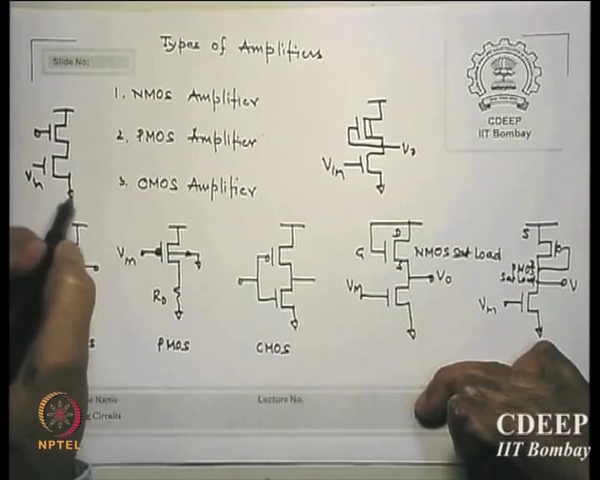 Types of Amplifiers
Slide No:
1. NMOS Amplifier
2. PMOS Amplifier
3. CMOS Amplifier
CDEEP
IIT Bombay
Vin
Vin
Vo
Vin
RD
PMOS
CMOS
G
D
S
NMOS Sat Load
Vin
Vo
S
PMOS
Sat Load
Vin
V
s
Name
Circuits
Lecture No:
NPTEL
CDEEP
IIT Bombay